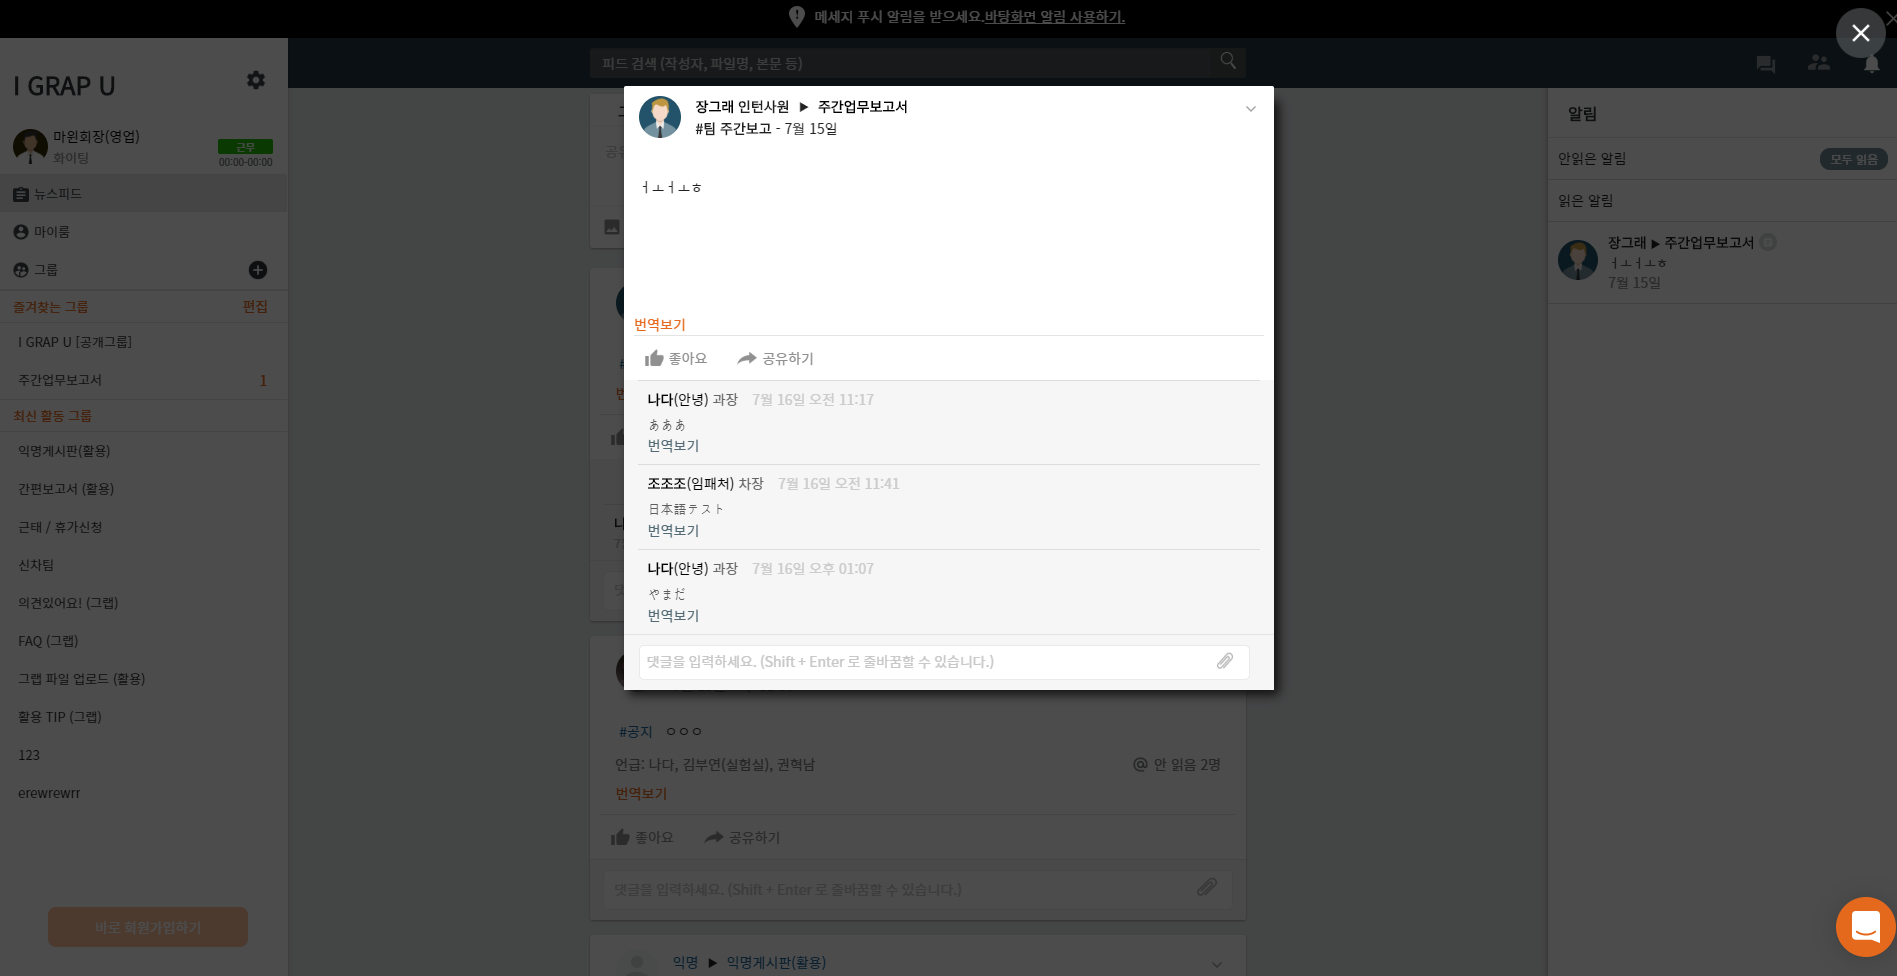 메세지 푸시 알림을 받으세요.바탕화면 알림 사용하기.
I GRAP U
마윈회장(영업)
화이팅
근무
00:00-00:00
뉴스피드
마이룸
그룹
즐겨찾는 그룹 편집
I GRAP U [공개그룹]
주간업무보고서 1
최신 활동 그룹
익명게시판(활용)
간편보고서 (활용)
근태 / 휴가신청
신차팀
의견있어요! (그랩)
FAQ (그랩)
그랩 파일 업로드 (활용)
활용 TIP (그랩)
123
erewrewrr
바로 회원가입하기
피드 검색 (작성자, 파일명, 본문 등)
장그래 인턴사원 ▶ 주간업무보고서
#팀 주간보고 - 7월 15일
ㅓㅗㅓㅗㅎ
번역보기
좋아요 공유하기
나다(안녕) 과장 7월 16일 오전 11:17
あああ
번역보기
조조조(임패처) 차장 7월 16일 오전 11:41
日本語テスト
번역보기
나다(안녕) 과장 7월 16일 오후 01:07
やまだ
번역보기
댓글을 입력하세요. (Shift + Enter 로 줄바꿈할 수 있습니다.)
#공지 ㅇㅇㅇ
언급: 나다, 김부연(실험실), 권혁남 @ 안 읽음 2명
번역보기
좋아요 공유하기
댓글을 입력하세요. (Shift + Enter 로 줄바꿈할 수 있습니다.)
익명 ▶ 익명게시판(활용)
알림
안읽은 알림 모두 읽음
읽은 알림
장그래 ▶ 주간업무보고서
ㅓㅗㅓㅗㅎ
7월 15일